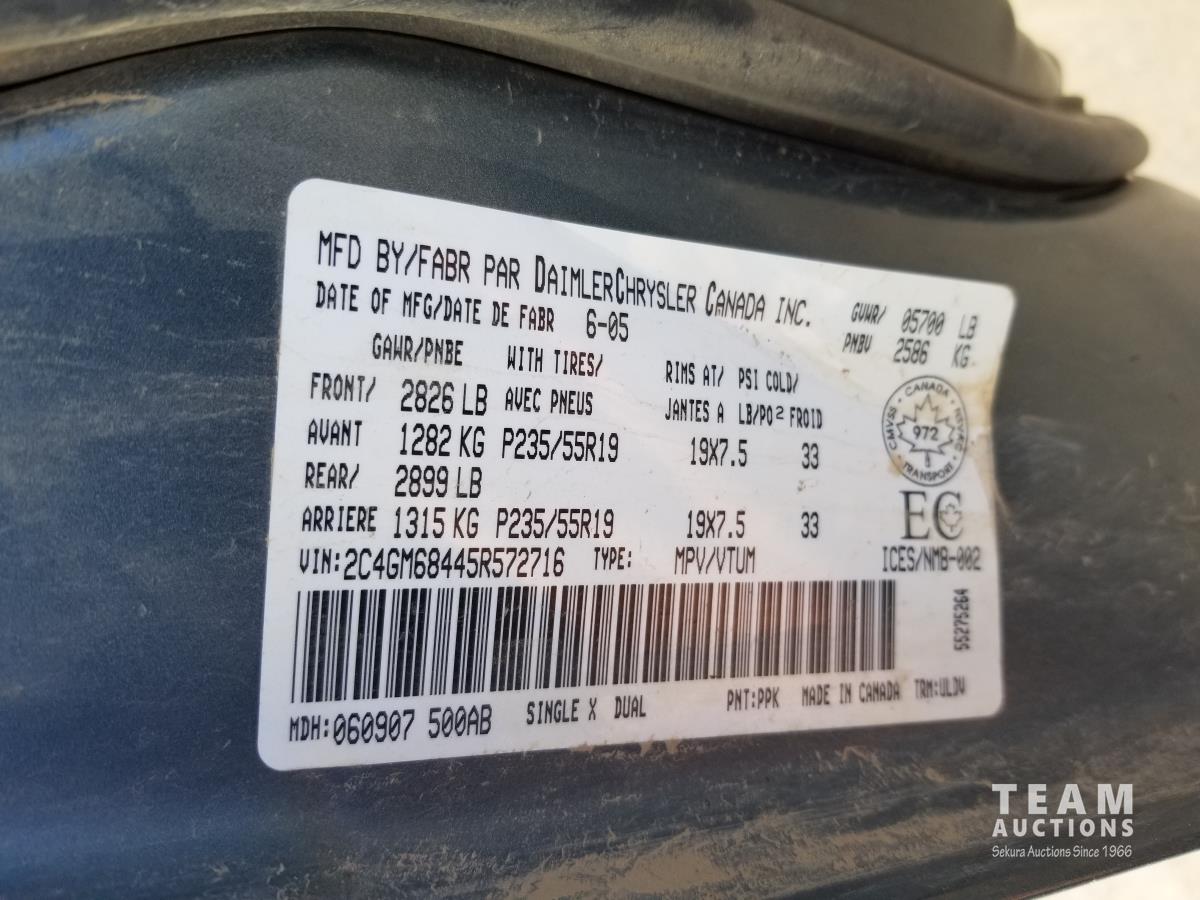 MFD BY/FABR PAR DAIMLERCHRYSLER CANADA INC.
DATE OF MFG/DATE DE FABR 6-05
GVWR/ 05700 LB
PNBV 2586 KG
GAWR/PNBE WITH TIRES/ RIMS AT/ PSI COLD/
FRONT/ 2826 LB AVEC PNEUS JANTES A LB/PO2 FROID
AVANT 1282 KG P235/55R19 19X7.5 33
REAR/ 2899 LB
ARRIERE 1315 KG P235/55R19 19X7.5 33
CANADA
CMVSS NSVAC
972
TRANSPORT
EC
VIN:2C4GM68445R572716 TYPE: MPV/VTUM ICES/NMB-002
55275264
MDH:060907 500AB SINGLE X DUAL PNT:PPK MADE IN CANADA TRM:ULDV
TEAM
AUCTIONS
Sekura Auctions Since 1966